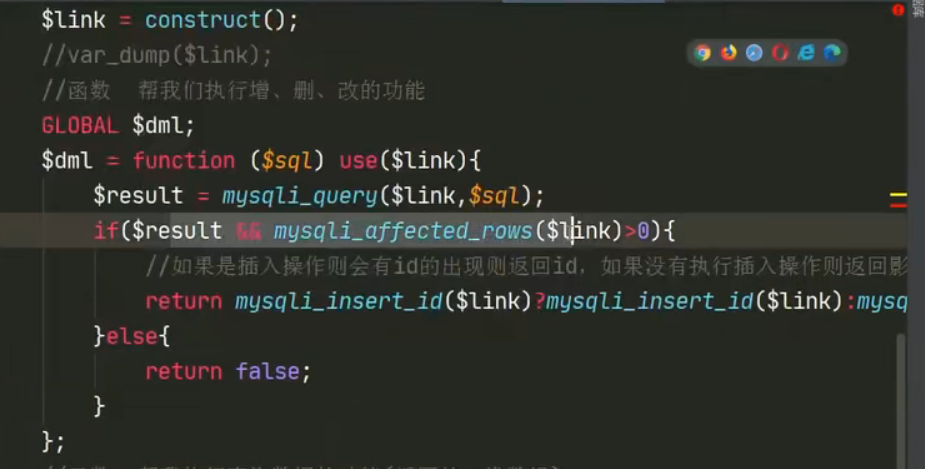 $link = construct();
//var_dump($link);
//函数 帮我们执行增、删、改的功能
GLOBAL $dml;
$dml = function ($sql) use($link){
$result = mysqli_query($link,$sql);
if($result && mysqli_affected_rows($link)>0){
//如果是插入操作则会有id的出现则返回id，如果没有执行插入操作则返回影
return mysqli_insert_id($link)?mysqli_insert_id($link):mysq
}else{
return false;
}
};